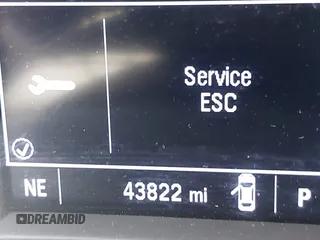 Service
ESC
NE
43822 mi
P
DREAMBID